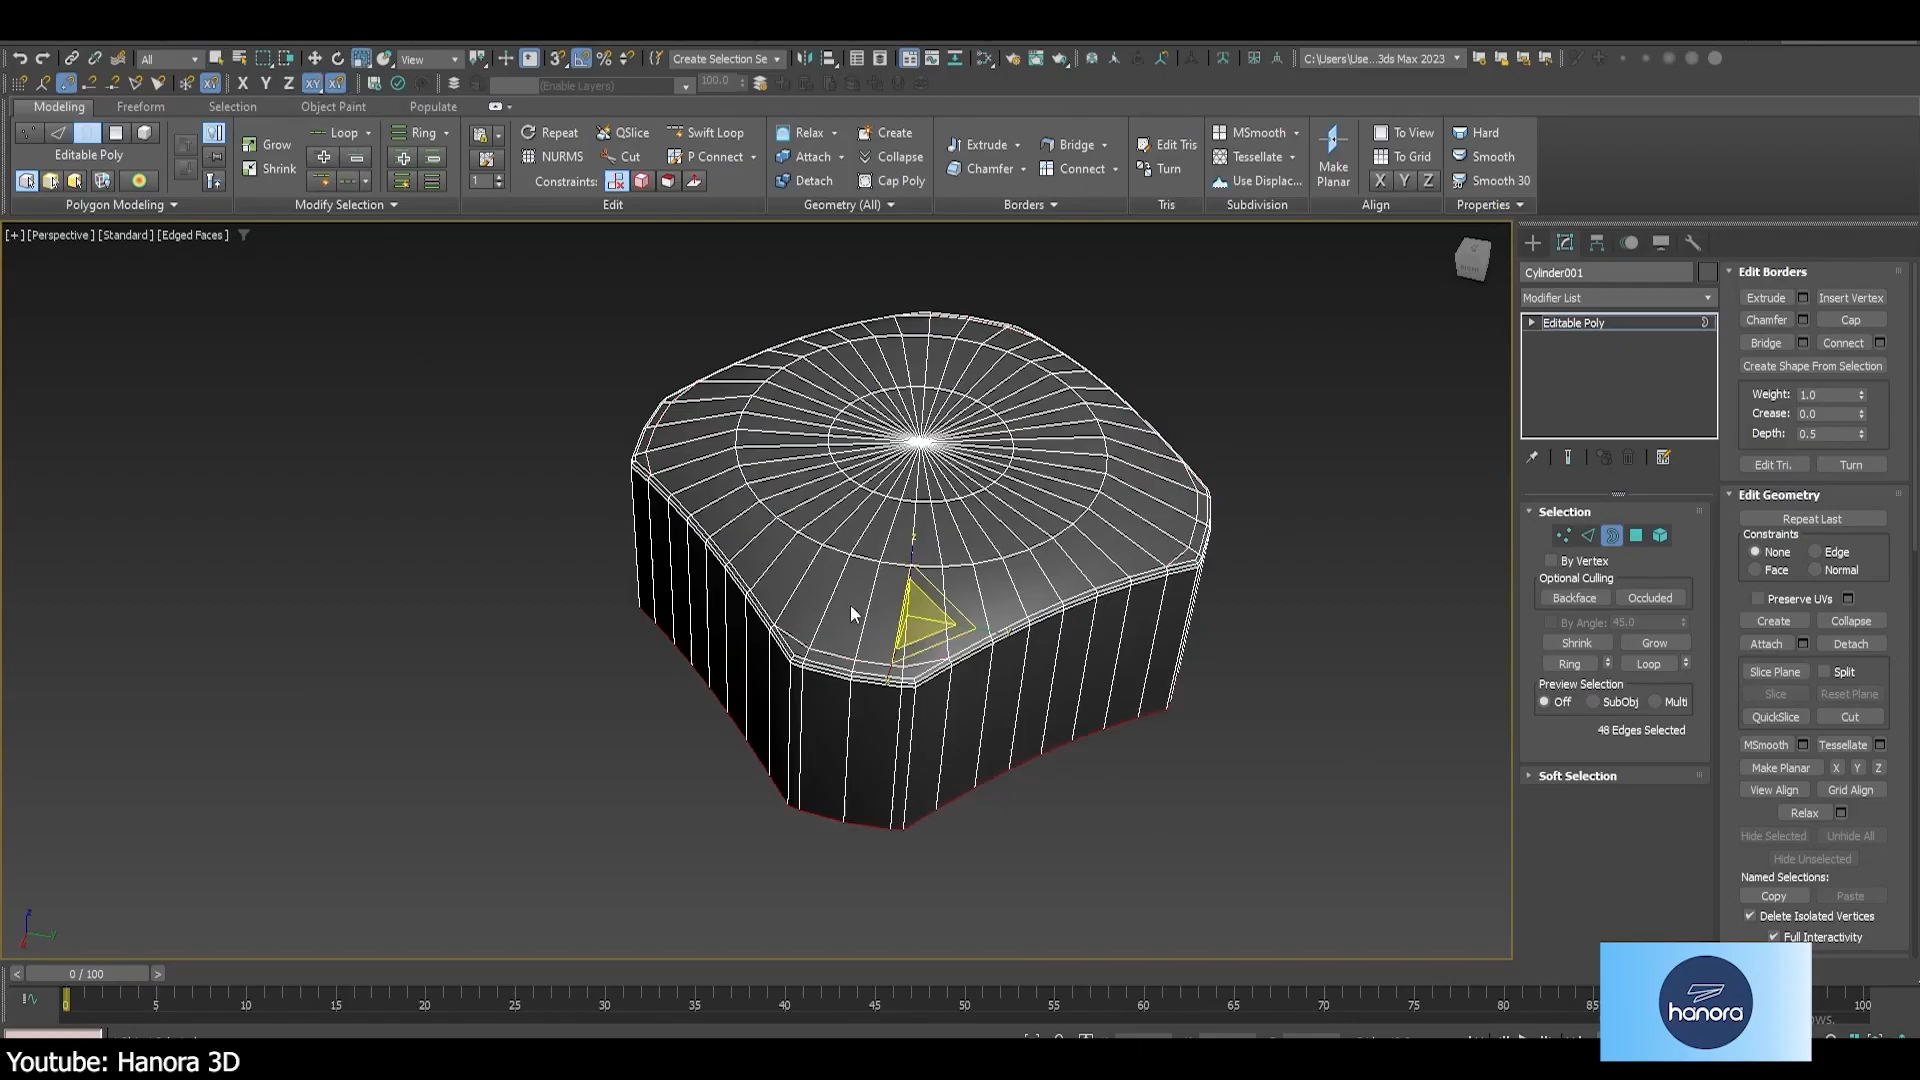 All
View
Create Selection Se
C:\Users\Use...3ds Max 2023
X Y Z XY
(Enable Layers)
100.0
Modeling Freeform Selection Object Paint Populate
Editable Poly
Polygon Modeling
Grow
Shrink
Loop
Ring
Modify Selection
1
Repeat QSlice Swift Loop
NURMS Cut P Connect
Constraints:
Edit
Relax Create
Attach Collapse
Detach Cap Poly
Geometry (All)
Extrude Bridge
Chamfer Connect
Borders
Edit Tris
Turn
Tris
MSmooth
Tessellate
Use Displac...
Subdivision
Make
Planar
To View
To Grid
X Y Z
Align
Hard
Smooth
Smooth 30
Properties
[+] [Perspective] [Standard] [Edged Faces]
Cylinder001
Modifier List
Editable Poly
Selection
By Vertex
Optional Culling
Backface Occluded
By Angle: 45.0
Shrink Grow
Ring Loop
Preview Selection
Off SubObj Multi
48 Edges Selected
Soft Selection
Edit Borders
Extrude Insert Vertex
Chamfer Cap
Bridge Connect
Create Shape From Selection
Weight: 1.0
Crease: 0.0
Depth: 0.5
Edit Tri. Turn
Edit Geometry
Repeat Last
Constraints
None Edge
Face Normal
Preserve UVs
Create Collapse
Attach Detach
Slice Plane Split
Slice Reset Plane
QuickSlice Cut
MSmooth Tessellate
Make Planar X Y Z
View Align Grid Align
Relax
Hide Selected Unhide All
Hide Unselected
Named Selections:
Copy Paste
Delete Isolated Vertices
Full Interactivity
0 / 100
0 5 10 15 20 25 30 35 40 45 50 55 60 65 70 75 80 100
hanora
Youtube: Hanora 3D